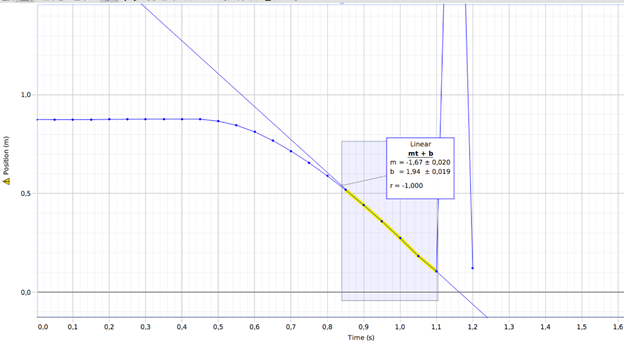 1,0
0,5
0,0
Position (m)
Linear
mt + b
m = -1,67 ± 0,020
b = 1,94 ± 0,019
r = -1,000
0,0 0,1 0,2 0,3 0,4 0,5 0,6 0,7 0,8 0,9 1,0 1,1 1,2 1,3 1,4 1,5 1,6
Time (s)